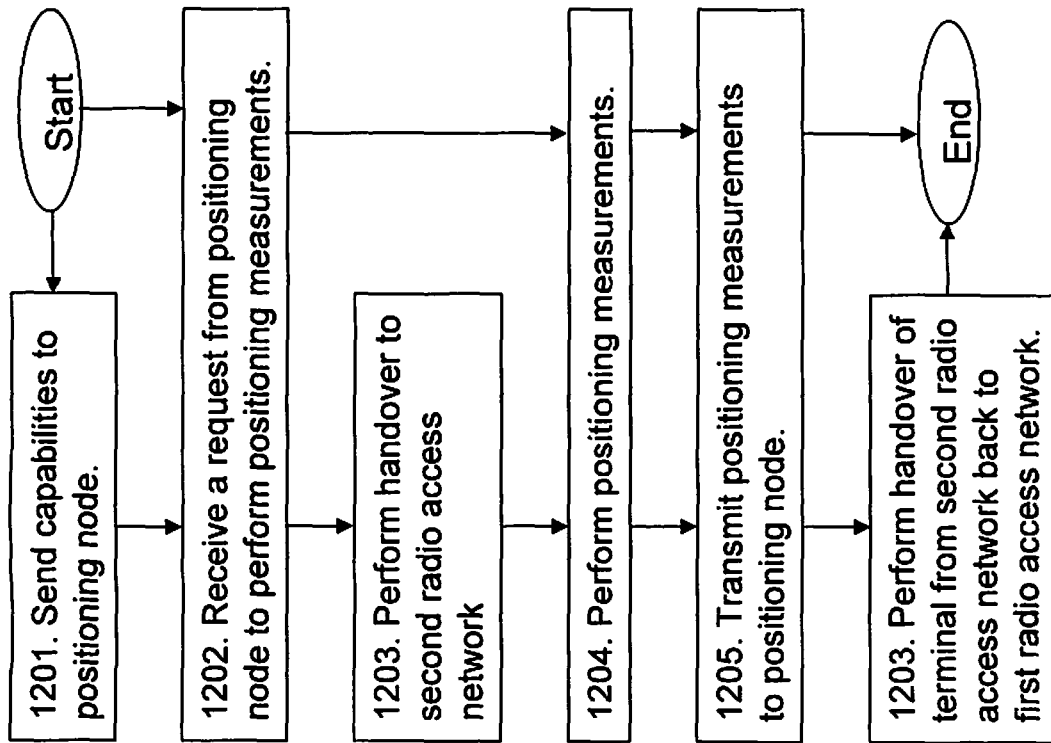 Start
1201. Send capabilities to
positioning node.
1202. Receive a request from positioning
node to perform positioning measurements.
1203. Perform handover to
second radio access
network
1204. Perform positioning measurements.
1205. Transmit positioning measurements
to positioning node.
1203. Perform handover of
terminal from second radio
access network back to
first radio access network.
End